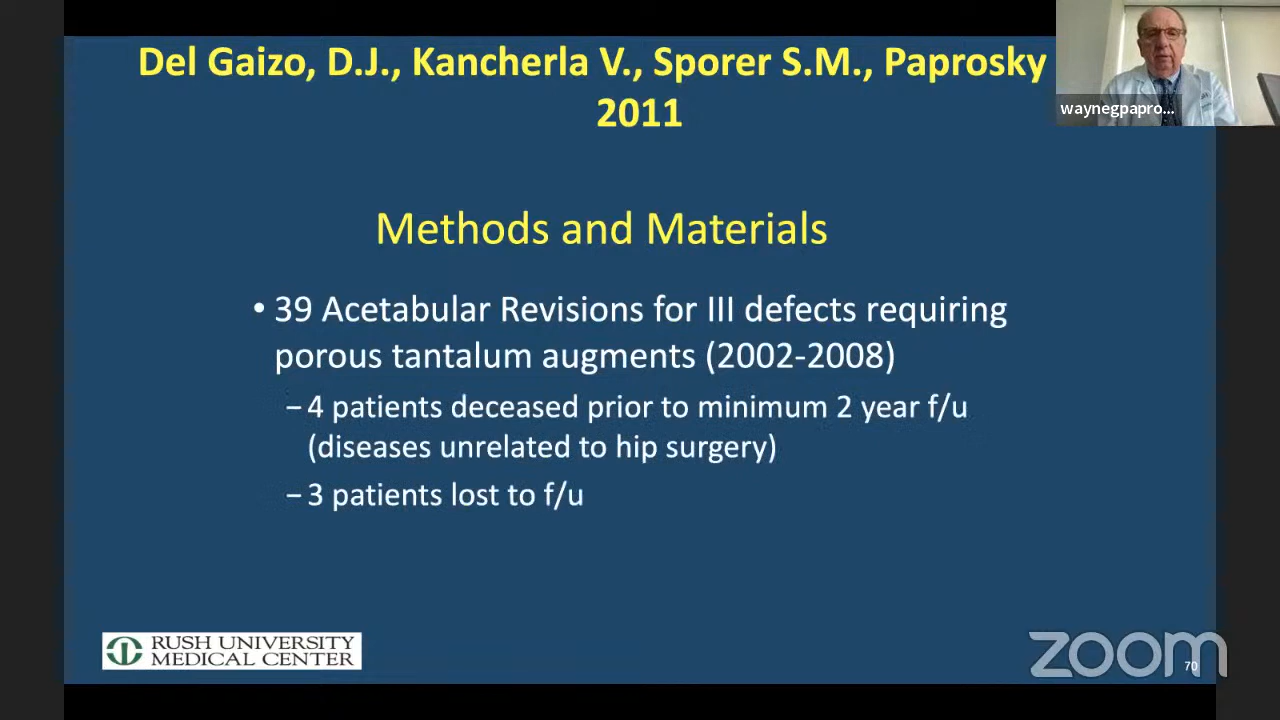 Del Gaizo, D.J., Kancherla V., Sporer S.M., Paprosky
2011
waynegpapro...
Methods and Materials
• 39 Acetabular Revisions for III defects requiring
porous tantalum augments (2002-2008)
– 4 patients deceased prior to minimum 2 year f/u
(diseases unrelated to hip surgery)
– 3 patients lost to f/u
RUSH UNIVERSITY
MEDICAL CENTER
zoom
70